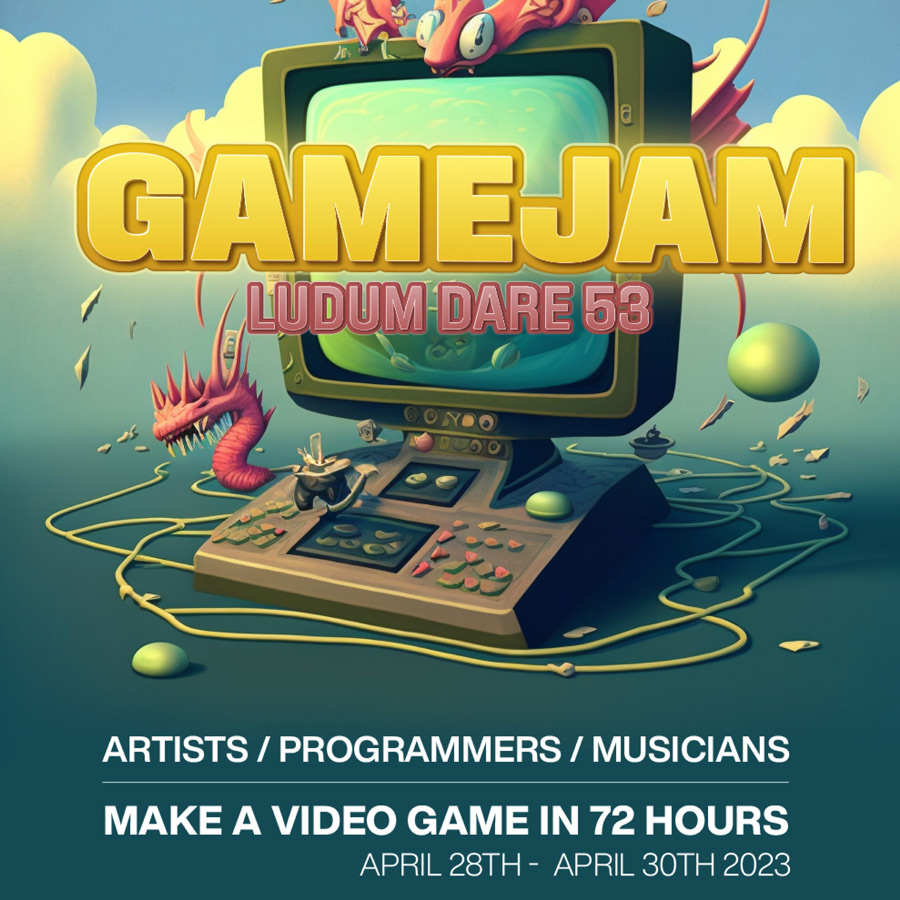 GAMEJAM
LUDUM DARE 53
ARTISTS / PROGRAMMERS / MUSICIANS
MAKE A VIDEO GAME IN 72 HOURS
APRIL 28TH - APRIL 30TH 2023